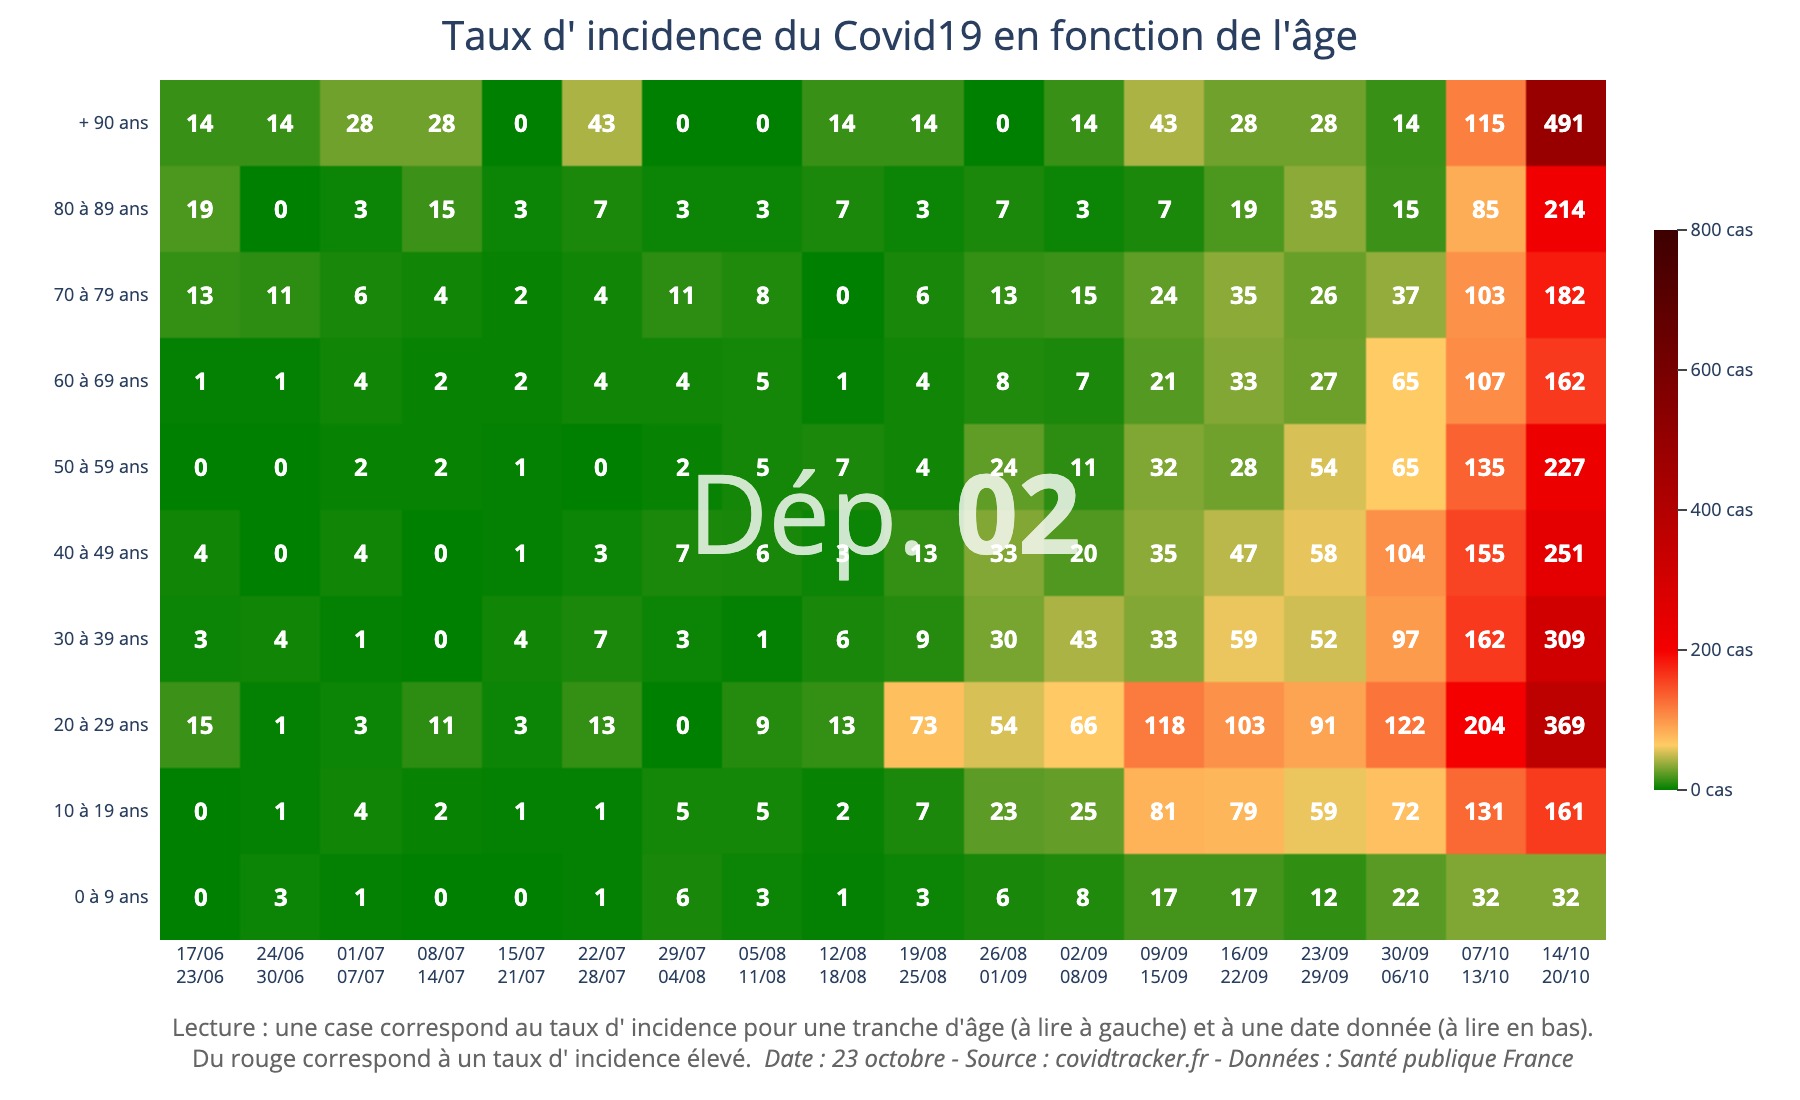 Taux d' incidence du Covid19 en fonction de l'âge
+ 90 ans 14 14 28 28 0 43 0 0 14 14 0 14 43 28 28 14 115 491
80 à 89 ans 19 0 3 15 3 7 3 3 7 3 7 3 7 19 35 15 85 214
800 cas
70 à 79 ans 13 11 6 4 2 4 11 8 0 6 13 15 24 35 26 37 103 182
600 cas
60 à 69 ans 1 1 4 2 2 4 4 5 1 4 8 7 21 33 27 65 107 162
50 à 59 ans 0 0 2 2 1 0 2 5 7 4 24 11 32 28 54 65 135 227
Dép. 02
400 cas
40 à 49 ans 4 0 4 0 1 3 7 6 3 13 33 20 35 47 58 104 155 251
30 à 39 ans 3 4 1 0 4 7 3 1 6 9 30 43 33 59 52 97 162 309
200 cas
20 à 29 ans 15 1 3 11 3 13 0 9 13 73 54 66 118 103 91 122 204 369
0 cas
10 à 19 ans 0 1 4 2 1 1 5 5 2 7 23 25 81 79 59 72 131 161
0 à 9 ans 0 3 1 0 0 1 6 3 1 3 6 8 17 17 12 22 32 32
17/06 24/06 01/07 08/07 15/07 22/07 29/07 05/08 12/08 19/08 26/08 02/09 09/09 16/09 23/09 30/09 07/10 14/10
23/06 30/06 07/07 14/07 21/07 28/07 04/08 11/08 18/08 25/08 01/09 08/09 15/09 22/09 29/09 06/10 13/10 20/10
Lecture : une case correspond au taux d' incidence pour une tranche d'âge (à lire à gauche) et à une date donnée (à lire en bas).
Du rouge correspond à un taux d' incidence élevé. Date : 23 octobre - Source : covidtracker.fr - Données : Santé publique France